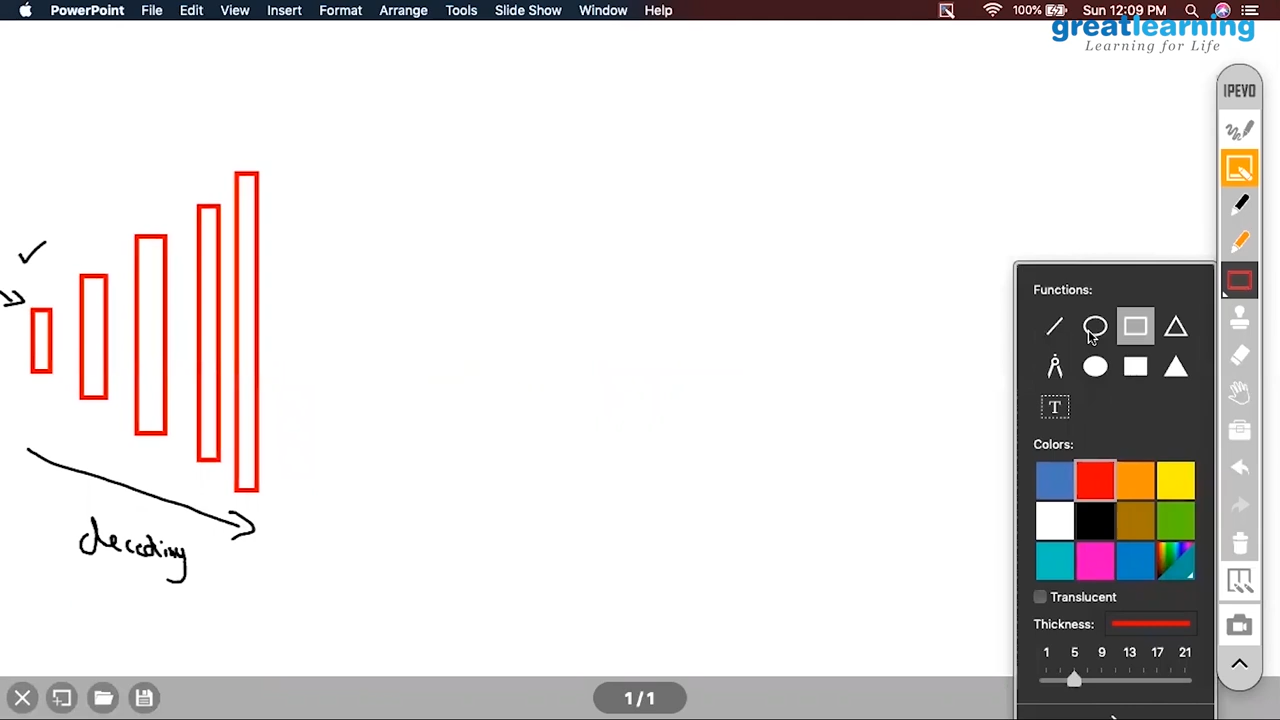 PowerPoint File Edit View Insert Format Arrange Tools Slide Show Window Help 100% Sun 12:09 PM
greatlearning
Learning for Life
IPEVO
Functions:
T
Colors:
Translucent
Thickness:
1 5 9 13 17 21
decoding
1/1